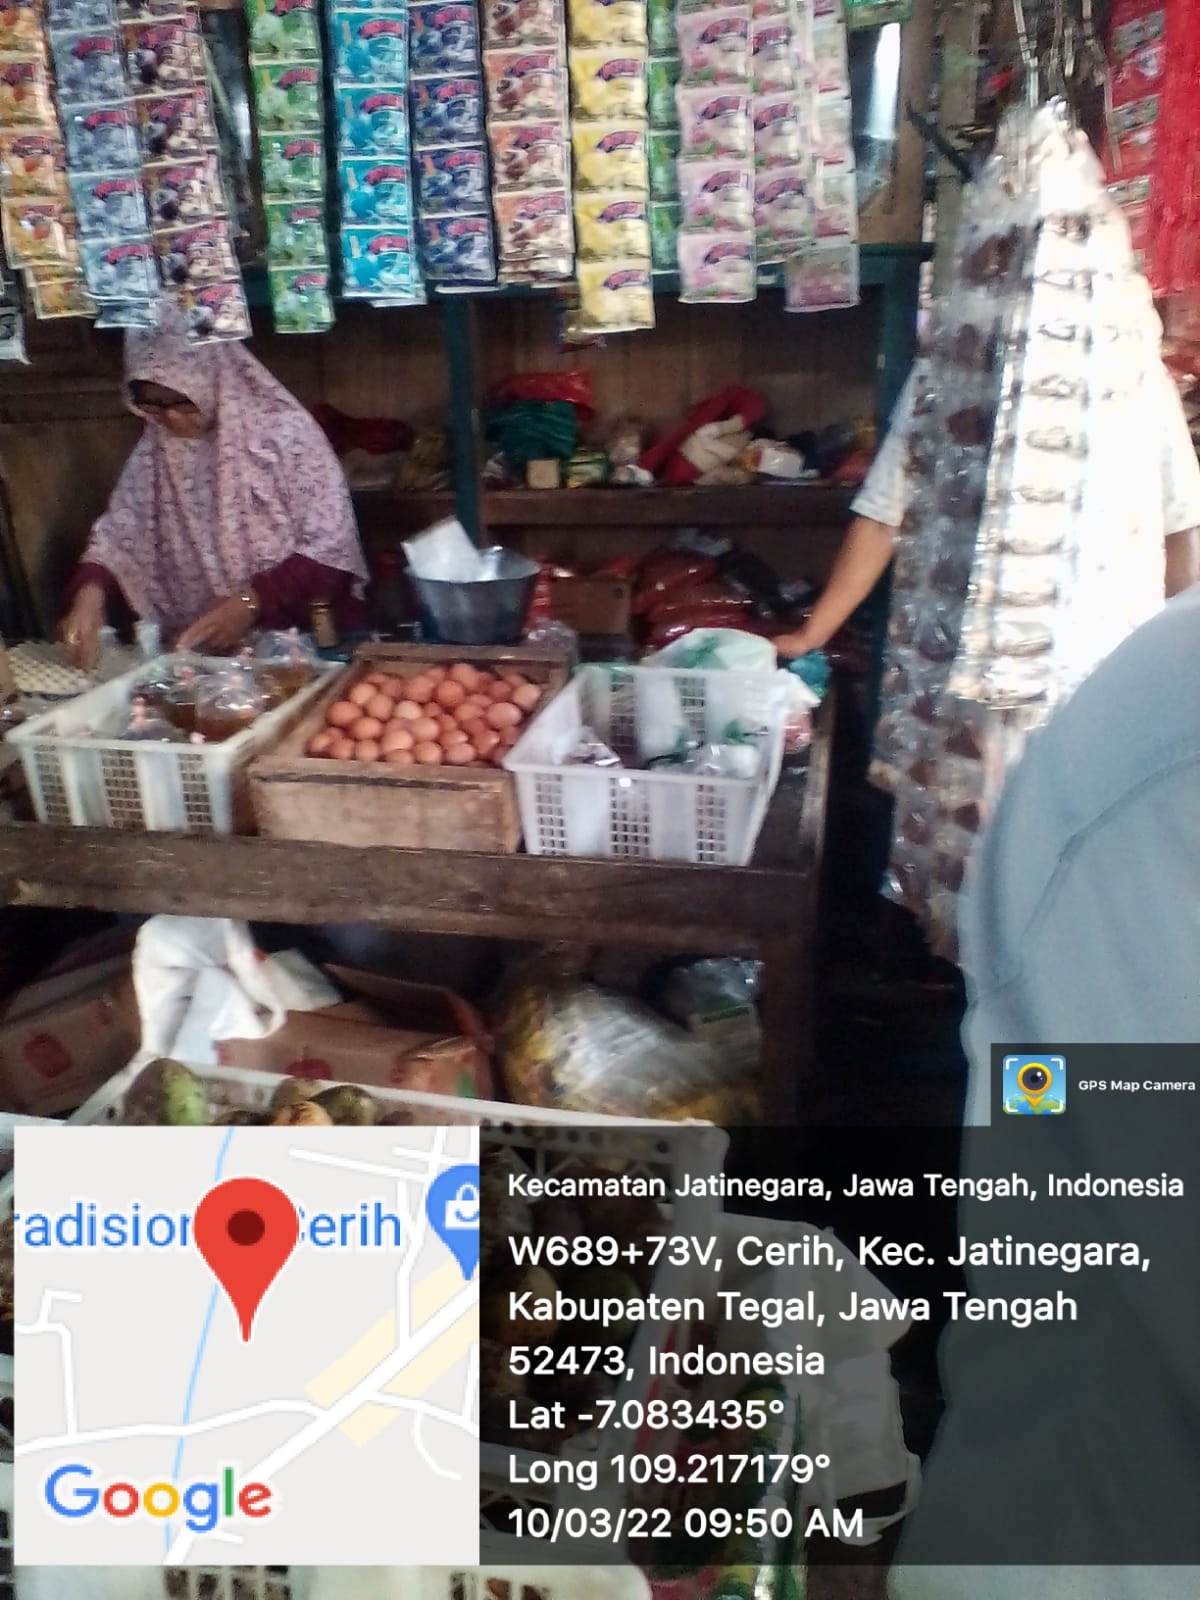 GPS Map Camera
radision
Cerih
Kecamatan Jatinegara, Jawa Tengah, Indonesia
W689+73V, Cerih, Kec. Jatinegara,
Kabupaten Tegal, Jawa Tengah
52473, Indonesia
Lat -7.083435°
Long 109.217179°
10/03/22 09:50 AM
Google